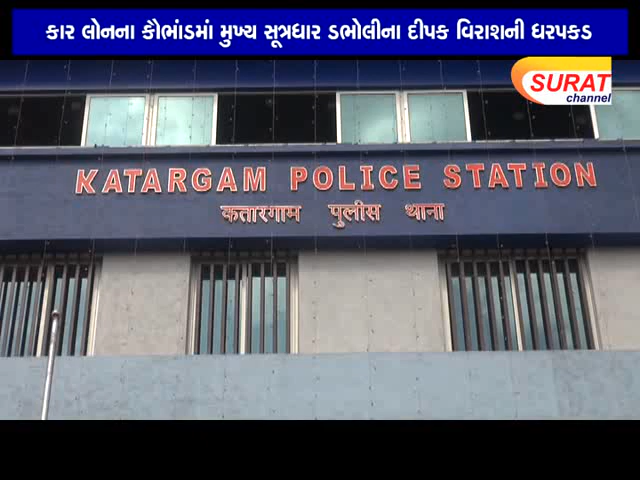 કાર લોનના કૌભાંડમાં મુખ્ય સૂત્રધાર ડભોલીના દીપક વિરાશની ધરપકડ
SURAT
channel
KATARGAM POLICE STATION
कतारगाम पुलीस थाना